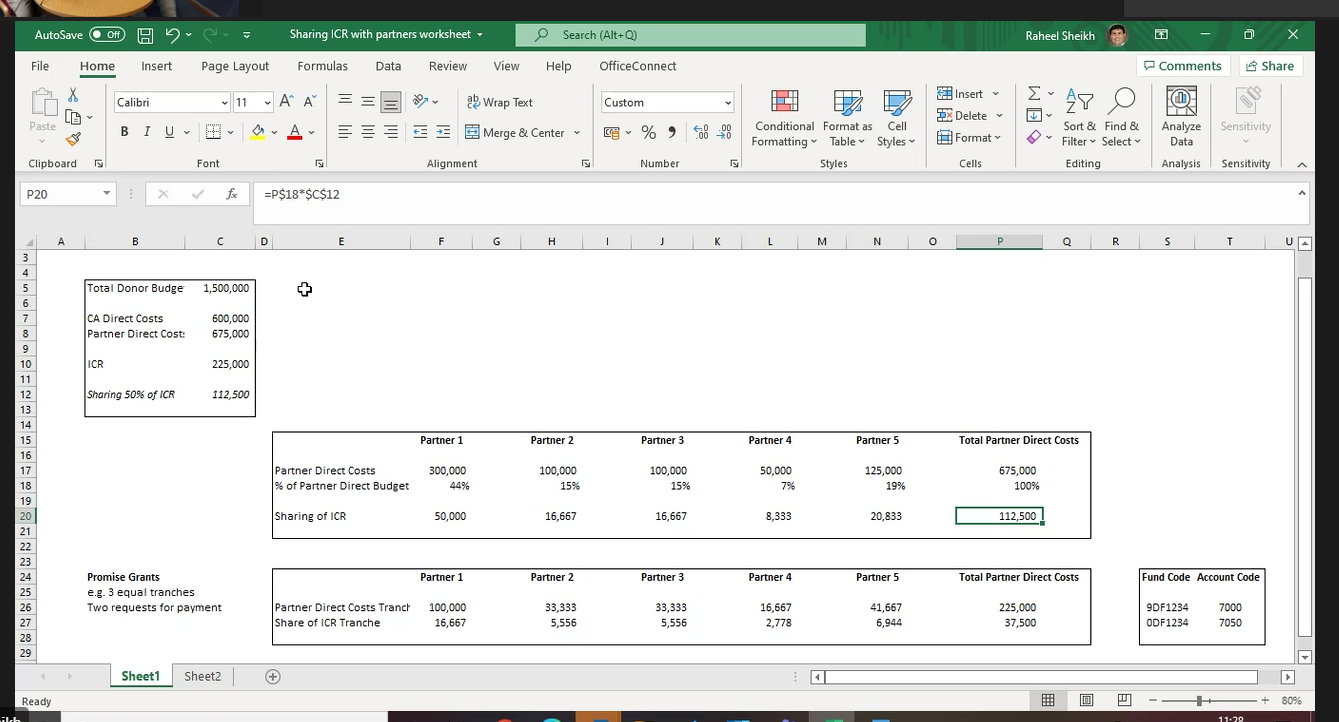 AutoSave Off Sharing ICR with partners worksheet Search (Alt+Q) Raheel Sheikh
File Home Insert Page Layout Formulas Data Review View Help OfficeConnect Comments Share
Paste
Calibri 11
Wrap Text
Custom
B I U
Merge & Center
Conditional Formatting
Format as Table
Cell Styles
Insert
Delete
Format
Sort & Filter
Find & Select
Analyze Data
Sensitivity
Clipboard Font Alignment Number Styles Cells Editing Analysis Sensitivity
P20 fx =P$18*$C$12
A B C D E F G H I J K L M N O P Q R S T U
3
4
5 Total Donor Budge 1,500,000
6
7 CA Direct Costs 600,000
8 Partner Direct Cost: 675,000
9
10 ICR 225,000
11
12 Sharing 50% of ICR 112,500
13
14
15 Partner 1 Partner 2 Partner 3 Partner 4 Partner 5 Total Partner Direct Costs
16
17 Partner Direct Costs 300,000 100,000 100,000 50,000 125,000 675,000
18 % of Partner Direct Budget 44% 15% 15% 7% 19% 100%
19
20 Sharing of ICR 50,000 16,667 16,667 8,333 20,833 112,500
21
22
23
24 Promise Grants Partner 1 Partner 2 Partner 3 Partner 4 Partner 5 Total Partner Direct Costs Fund Code Account Code
25 e.g. 3 equal tranches
26 Two requests for payment Partner Direct Costs Tranch 100,000 33,333 33,333 16,667 41,667 225,000 9DF1234 7000
27 Share of ICR Tranche 16,667 5,556 5,556 2,778 6,944 37,500 0DF1234 7050
28
29
Sheet1 Sheet2
Ready 80%
11:28